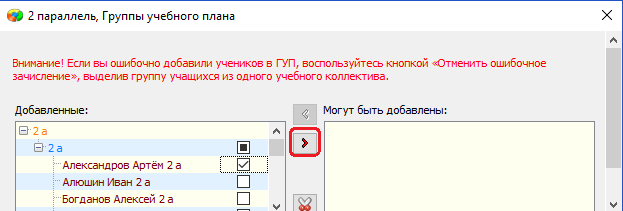 2 параллель, Группы учебного плана
Внимание! Если вы ошибочно добавили учеников в ГУП, воспользуйтесь кнопкой «Отменить ошибочное
зачисление», выделив группу учащихся из одного учебного коллектива.
Добавленные:
Могут быть добавлены:
2 а
2 а
Александров Артём 2 а
Алюшин Иван 2 а
Богданов Алексей 2 а